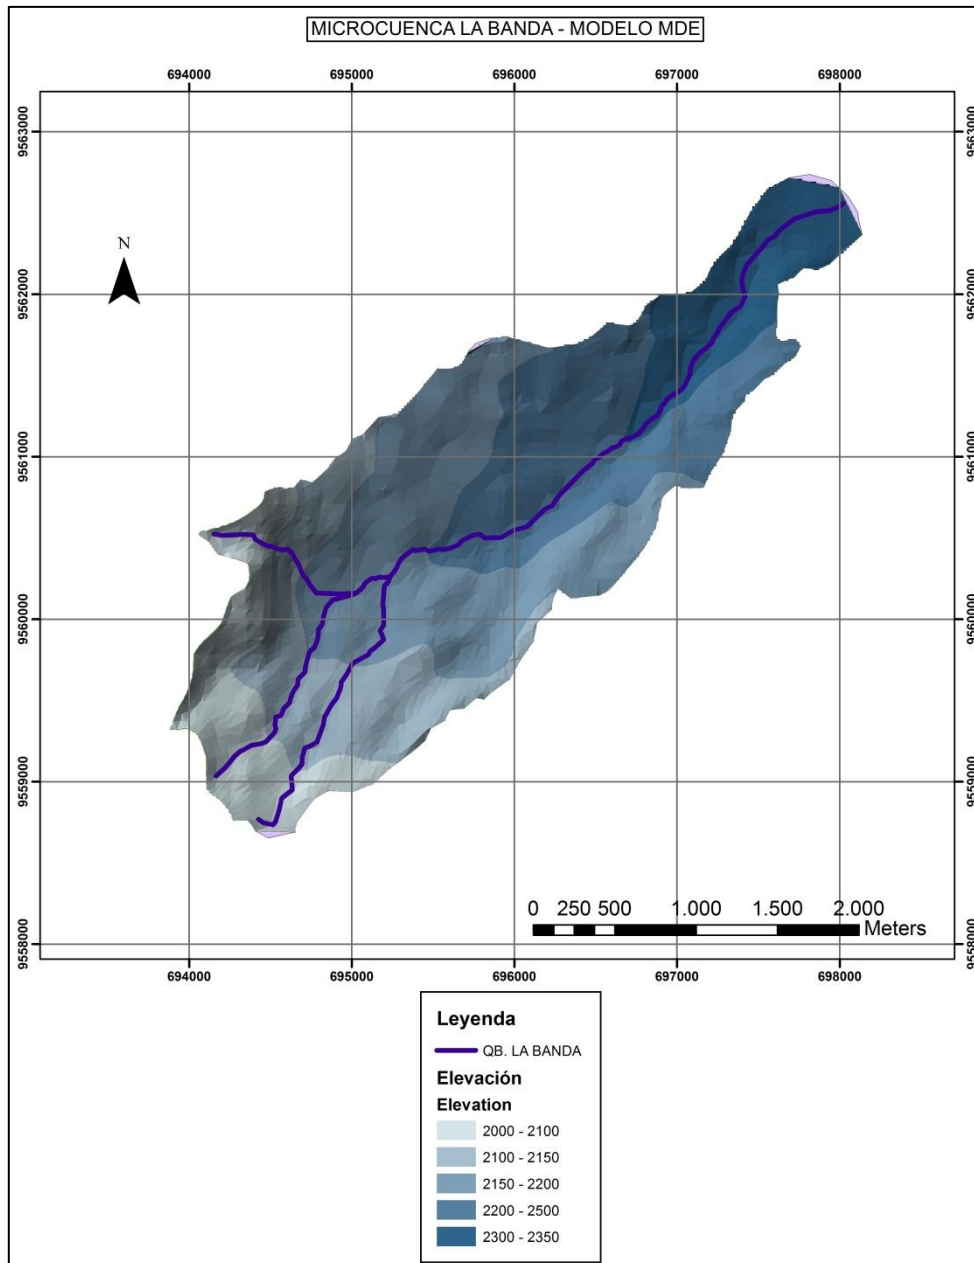 MICROCUENCA LA BANDA - MODELO MDE
694000 695000 696000 697000 698000
9563000 9563000
N
9562000 9562000
9561000 9561000
9560000 9560000
9559000 9559000
0 250 500 1.000 1.500 2.000
Meters
9558000 9558000
694000 695000 696000 697000 698000
Leyenda
QB. LA BANDA
Elevación
Elevation
2000 - 2100
2100 - 2150
2150 - 2200
2200 - 2500
2300 - 2350